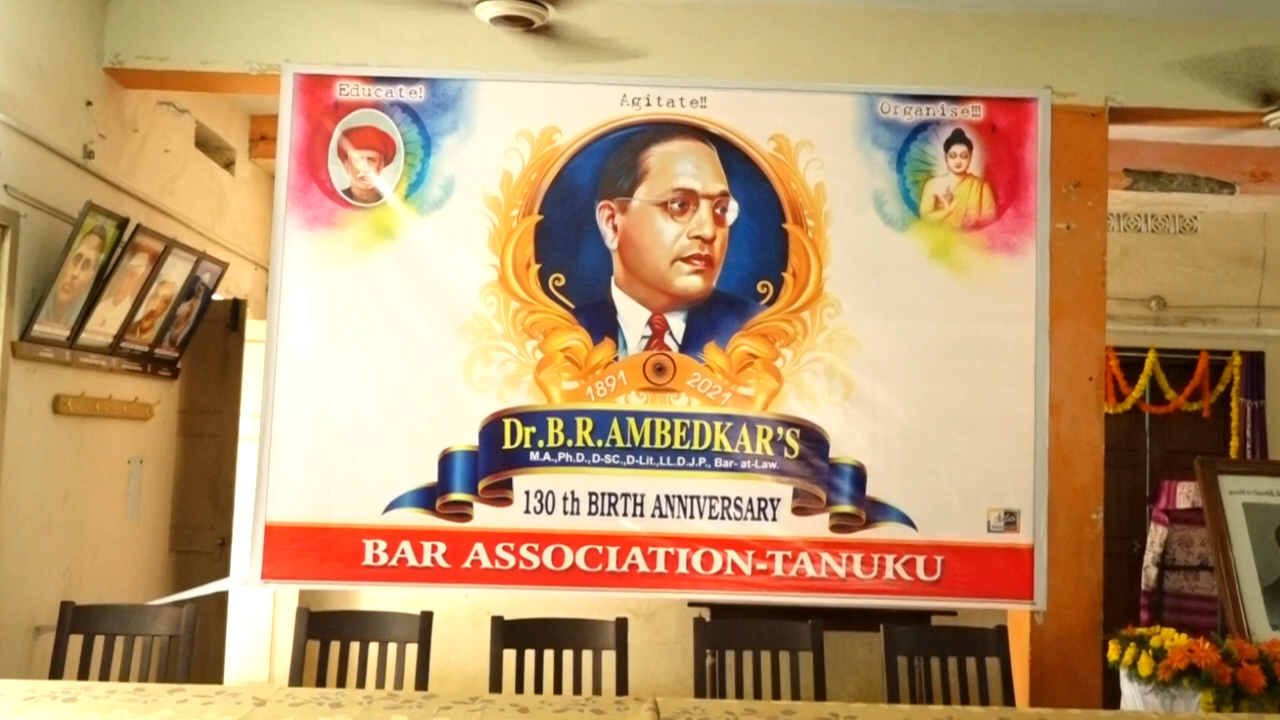 Educate!
Agitate!!
Organise!!!
1891 2021
Dr.B.R.AMBEDKAR'S
M.A.,Ph.D.,D-SC.,D-Lit.,LL.D.J.P., Bar- at-Law.
130 th BIRTH ANNIVERSARY
BAR ASSOCIATION-TANUKU